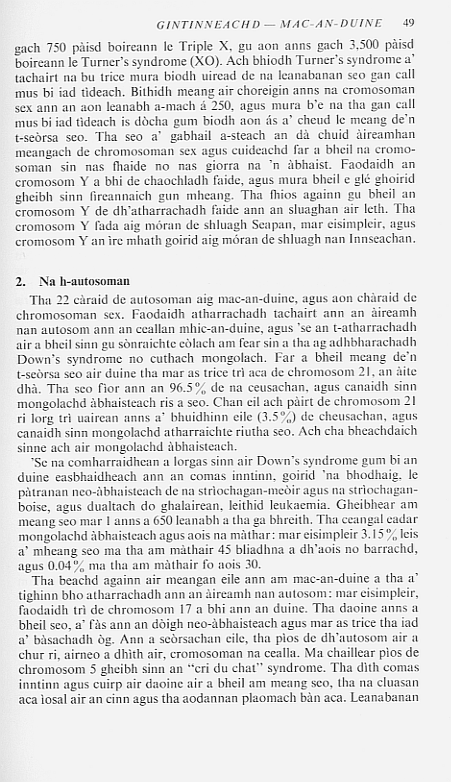 GINTINNEACHD — MAC-AN-DUINE 49
gach 750 pàisd boireann le Triple X, gu aon anns gach 3,500 pàisd
boireann le Turner's syndrome (XO). Ach bhiodh Turner's syndrome a'
tachairt na bu trice mura biodh uiread de na leanabanan seo gan call
mus bi iad tìdeach. Bithidh meang air choreigin anns na cromosoman
sex ann an aon leanabh a-mach á 250, agus mura b'e na tha gan call
mus bi iad tìdeach is dòcha gum biodh aon ás a' cheud le meang de'n
t-seòrsa seo. Tha seo a' gabhail a-steach an dà chuid àireamhan
meangach de chromosoman sex agus cuideachd far a bheil na cromo-
soman sin nas fhaide no nas giorra na 'n àbhaist. Faodaidh an
cromosom Y a bhi de chaochladh faide, agus mura bheil e glé ghoirid
gheibh sinn fireannaich gun mheang. Tha fhios againn gu bheil an
cromosom Y de dh'atharrachadh faide ann an sluaghan air leth. Tha
cromosom Y fada aig móran de shluagh Seapan, mar eisimpleir, agus
cromosom Y an ìre mhath goirid aig móran de shluagh nan Innseachan.
2. Na h-autosoman
Tha 22 càraid de autosoman aig mac-an-duine, agus aon chàraid de
chromosoman sex. Faodaidh atharrachadh tachairt ann an àireamh
nan autosom ann an ceallan mhic-an-duine, agus 'se an t-atharrachadh
air a bheil sinn gu sònraichte eòlach am fear sin a tha ag adhbharachadh
Down's syndrome no cuthach mongolach. Far a bheil meang de'n
t-seòrsa seo air duine tha mar as trice trì aca de chromosom 21, an àite
dhà. Tha seo fìor ann an 96.5% de na ceusachan, agus canaidh sinn
mongolachd àbhaisteach ris a seo. Chan eil ach pàirt de chromosom 21
ri lorg trì uairean anns a' bhuidhinn eile (3.5%) de cheusachan, agus
canaidh sinn mongolachd atharraichte riutha seo. Ach cha bheachdaich
sinne ach air mongolachd àbhaisteach.
'Se na comharraidhean a lorgas sinn air Down's syndrome gum bi an
duine easbhaidheach ann an comas inntinn, goirid 'na bhodhaig, le
pàtranan neo-àbhaisteach de na strìochagan-meòir agus na strìochagan-
boise, agus dualtach do ghalairean, leithid leukaemia. Gheibhear am
meang seo mar 1 anns a 650 leanabh a tha ga bhreith. Tha ceangal eadar
mongolachd àbhaisteach agus aois na màthar: mar eisimpleir 3.15% leis
a' mheang seo ma tha am màthair 45 bliadhna a dh'aois no barrachd,
agus 0.04% ma tha am màthair fo aois 30.
Tha beachd againn air meangan eile ann am mac-an-duine a tha a'
tighinn bho atharrachadh ann an àireamh nan autosom: mar eisimpleir,
faodaidh trì de chromosom 17 a bhi ann an duine. Tha daoine anns a
bheil seo, a' fàs ann an dòigh neo-àbhaisteach agus mar as trice tha iad
a' bàsachadh òg. Ann a seòrsachan eile, tha pìos de dh'autosom air a
chur ri, airneo a dhìth air, cromosoman na cealla. Ma chaillear pìos de
chromosom 5 gheibh sinn an "cri du chat" syndrome. Tha dìth comas
inntinn agus cuirp air daoine air a bheil am meang seo, tha na cluasan
aca ìosal air an cinn agus tha aodannan plaomach bàn aca. Leanabanan